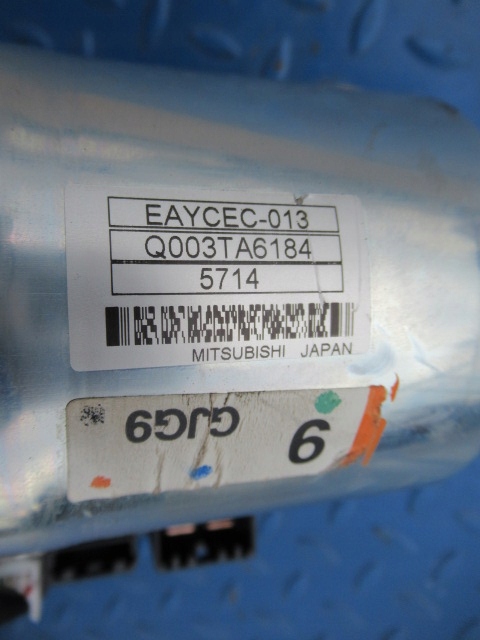 EAYCEC-013
Q003TA6184
5714
MITSUBISHI JAPAN
GJG9
9